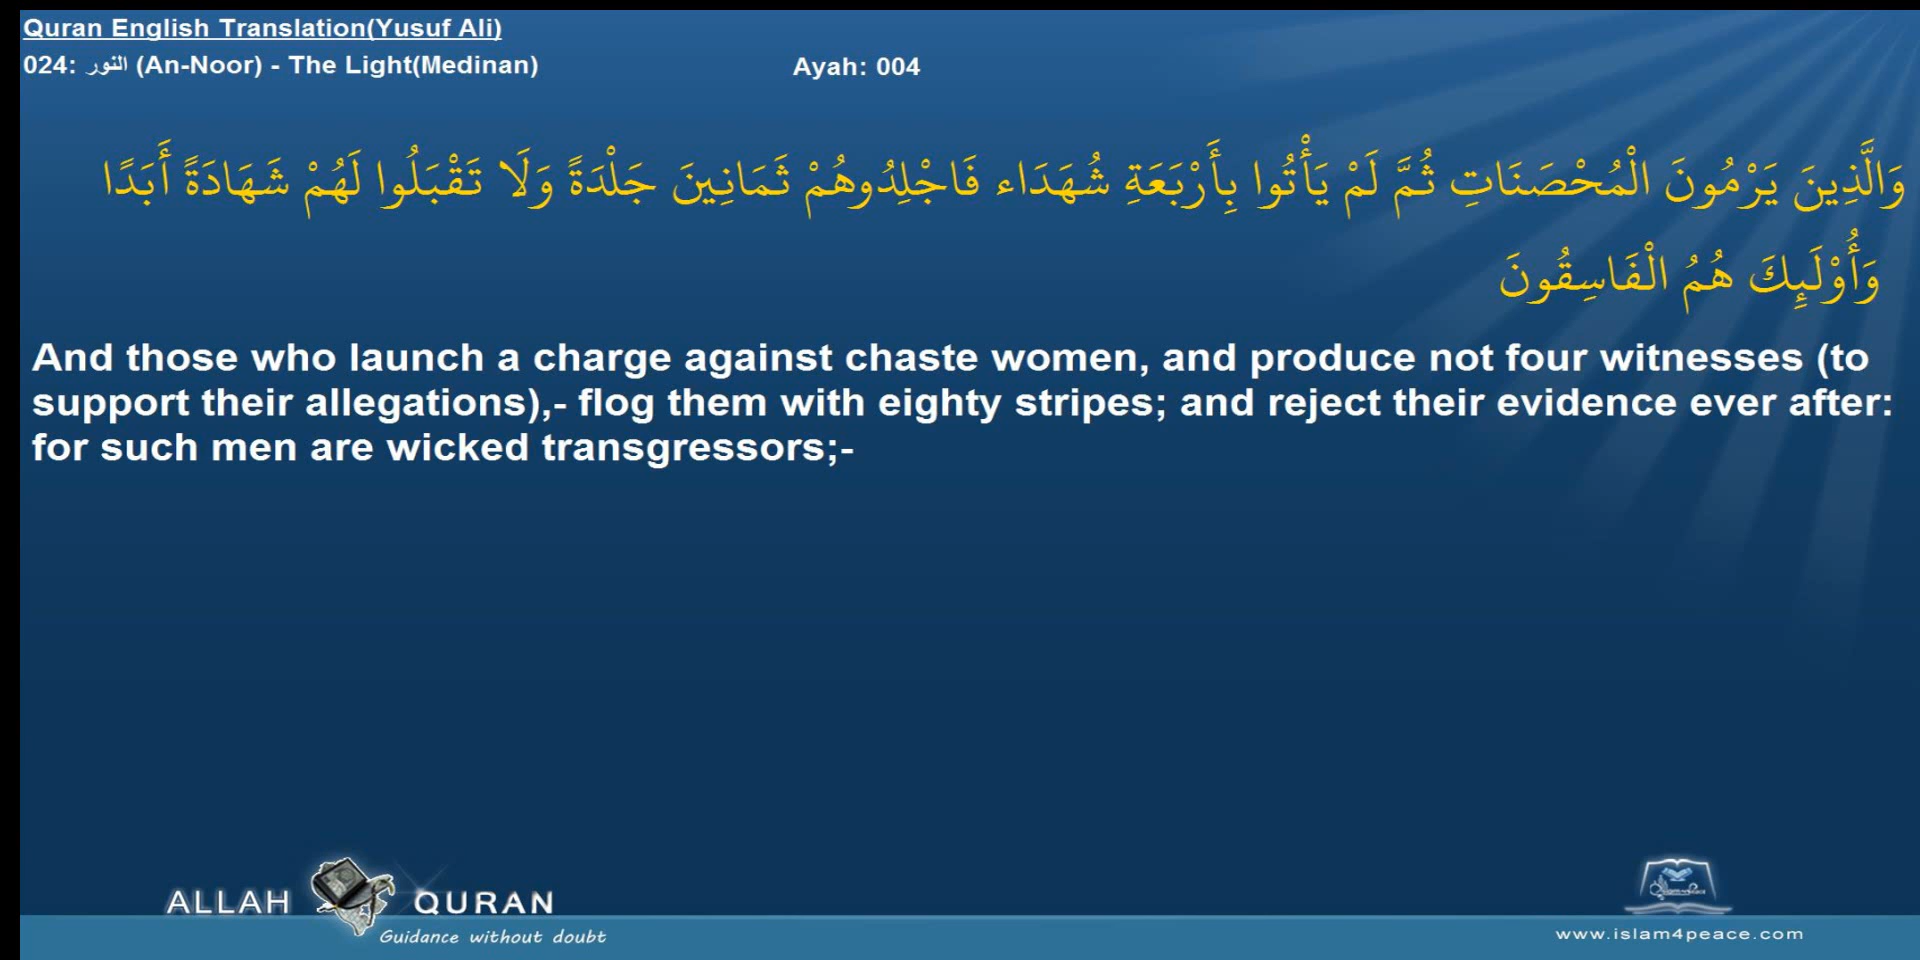 Quran English Translation(Yusuf Ali)
024: النور (An-Noor) - The Light(Medinan) Ayah: 004
وَالَّذِينَ يَرْمُونَ الْمُحْصَنَاتِ ثُمَّ لَمْ يَأْتُوا بِأَرْبَعَةِ شُهَدَاء فَاجْلِدُوهُمْ ثَمَانِينَ جَلْدَةً وَلَا تَقْبَلُوا لَهُمْ شَهَادَةً أَبَدًا
وَأُوْلَئِكَ هُمُ الْفَاسِقُونَ
And those who launch a charge against chaste women, and produce not four witnesses (to
support their allegations),- flog them with eighty stripes; and reject their evidence ever after:
for such men are wicked transgressors;-
ALLAH QURAN
Guidance without doubt
www.islam4peace.com